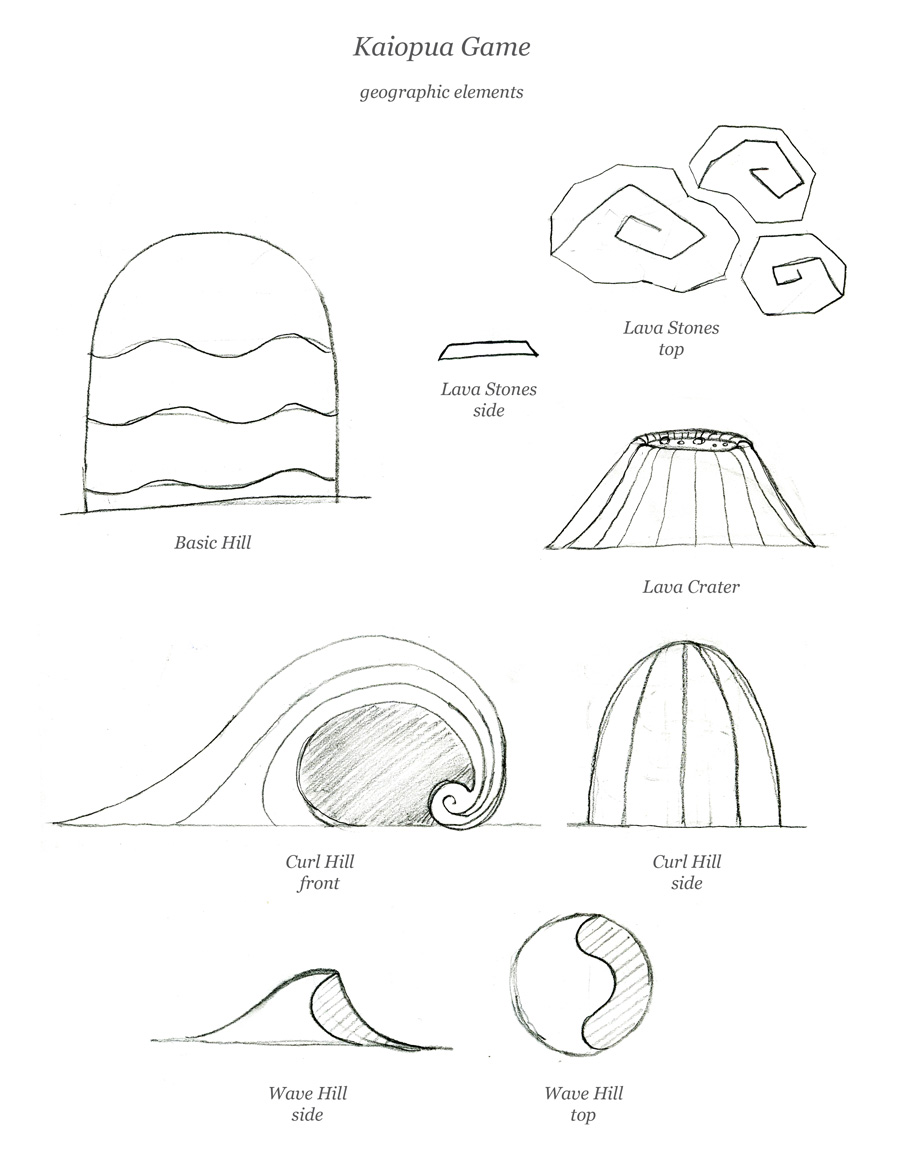 Kaiopua Game
geographic elements
Lava Stones
top
Lava Stones
side
Basic Hill
Lava Crater
Curl Hill
front
Curl Hill
side
Wave Hill
side
Wave Hill
top